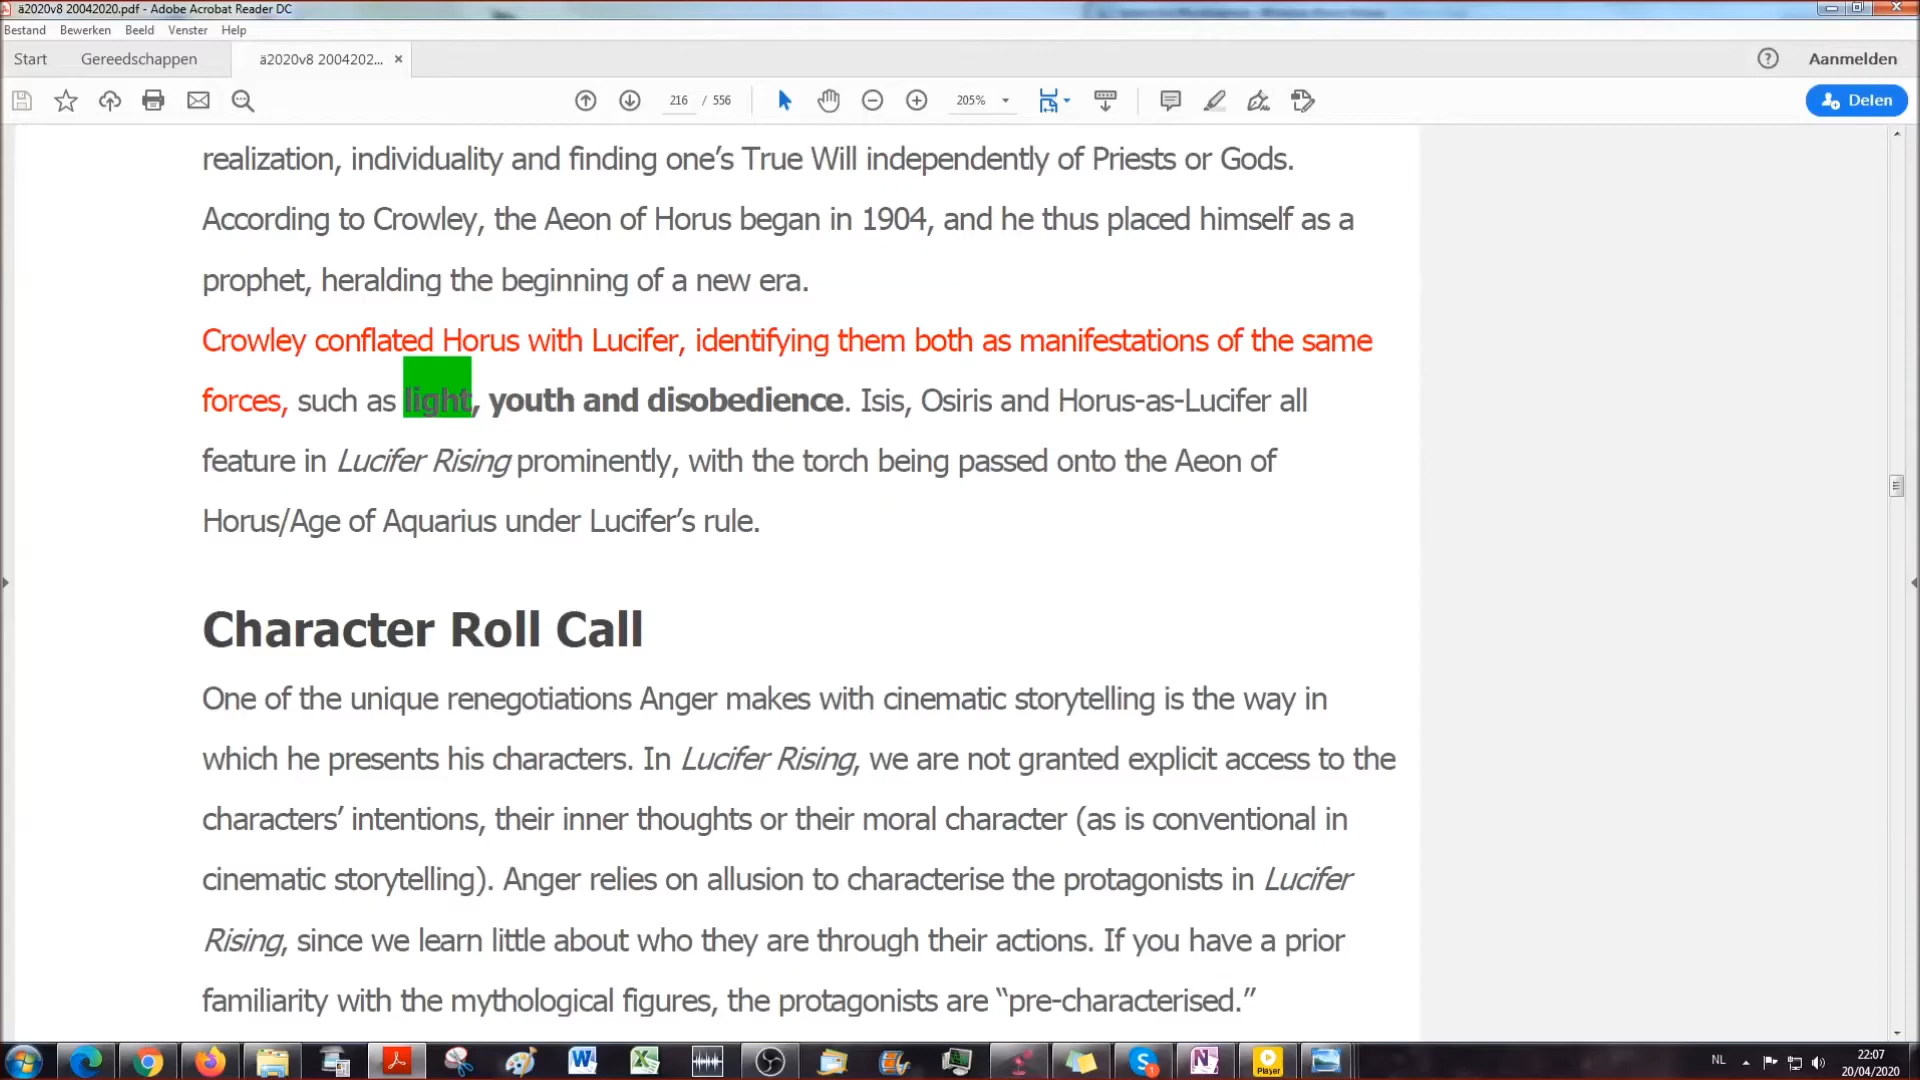 ä2020v8 20042020.pdf - Adobe Acrobat Reader DC
Bestand Bewerken Beeld Venster Help
Start Gereedschappen ä2020v8 2004202... × Aanmelden
216 / 556 205% Delen
realization, individuality and finding one’s True Will independently of Priests or Gods.
According to Crowley, the Aeon of Horus began in 1904, and he thus placed himself as a
prophet, heralding the beginning of a new era.
Crowley conflated Horus with Lucifer, identifying them both as manifestations of the same
forces, such as light, youth and disobedience. Isis, Osiris and Horus-as-Lucifer all
feature in Lucifer Rising prominently, with the torch being passed onto the Aeon of
Horus/Age of Aquarius under Lucifer’s rule.
Character Roll Call
One of the unique renegotiations Anger makes with cinematic storytelling is the way in
which he presents his characters. In Lucifer Rising, we are not granted explicit access to the
characters’ intentions, their inner thoughts or their moral character (as is conventional in
cinematic storytelling). Anger relies on allusion to characterise the protagonists in Lucifer
Rising, since we learn little about who they are through their actions. If you have a prior
familiarity with the mythological figures, the protagonists are “pre-characterised.”
Player
NL 22:07
20/04/2020